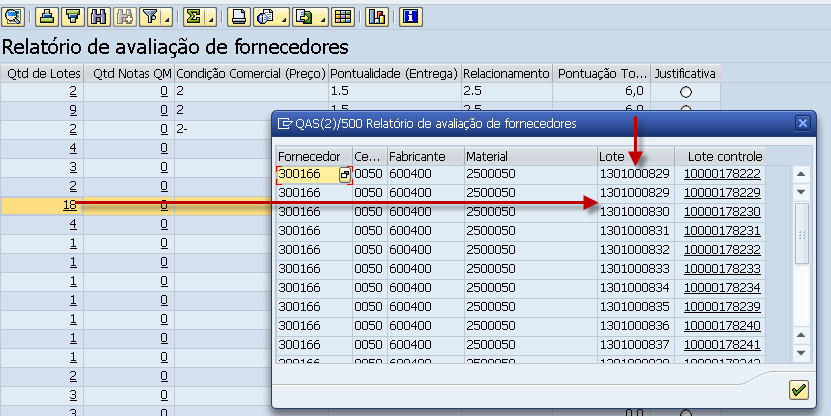 Relatório de avaliação de fornecedores
Qtd de Lotes Qtd Notas QM Condição Comercial (Preço) Pontualidade (Entrega) Relacionamento Pontuação To... Justificativa
2 0 2 1.5 2.5 6,0
9 0 2 1.5 2.5 6,0
2 0 2-
4 0
3 0
2 0
18 0
4 0
1 0
1 0
1 0
1 0
1 0
1 0
1 0
2 0
3 0
3 0 0,0
QAS(2)/500 Relatório de avaliação de fornecedores
Fornecedor Ce... Fabricante Material Lote Lote controle
300166 0050 600400 2500050 1301000829 10000178222
300166 0050 600400 2500050 1301000829 10000178229
300166 0050 600400 2500050 1301000830 10000178230
300166 0050 600400 2500050 1301000831 10000178231
300166 0050 600400 2500050 1301000832 10000178232
300166 0050 600400 2500050 1301000833 10000178233
300166 0050 600400 2500050 1301000834 10000178234
300166 0050 600400 2500050 1301000835 10000178239
300166 0050 600400 2500050 1301000836 10000178240
300166 0050 600400 2500050 1301000837 10000178241
300166 0050 600400 2500050